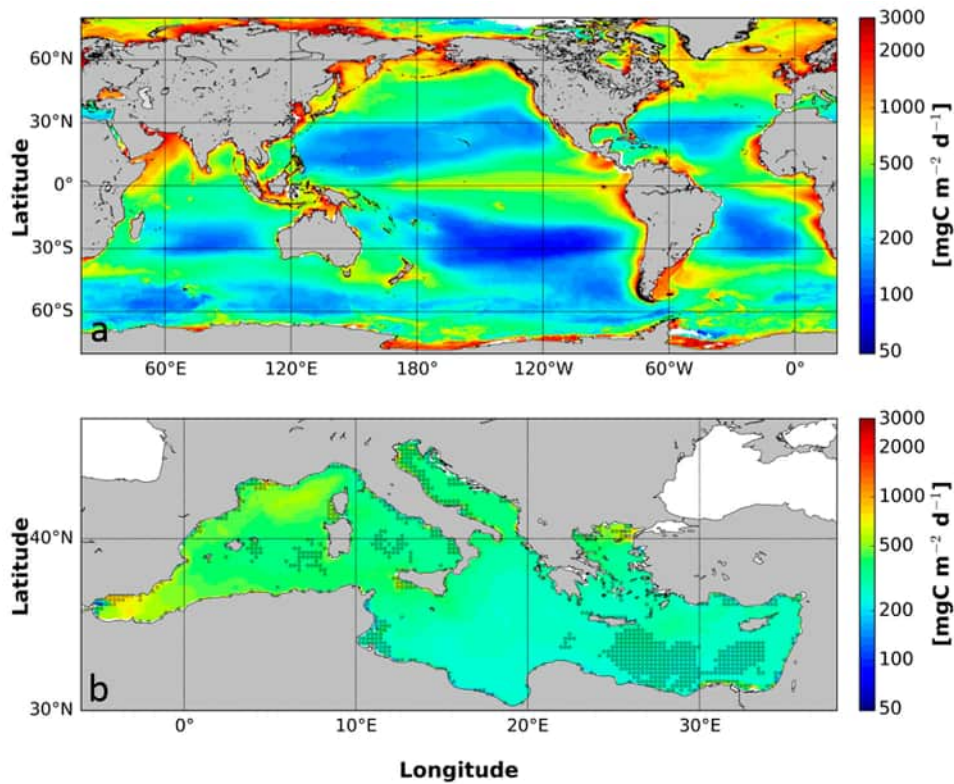 60°N
30°N
0°
30°S
60°S
Latitude
a
60°E
120°E
180°
120°W
60°W
0°
3000
2000
1000
500
200
100
50
[mgC m⁻² d⁻¹]
40°N
30°N
Latitude
b
0°
10°E
20°E
30°E
3000
2000
1000
500
200
100
50
[mgC m⁻² d⁻¹]
Longitude